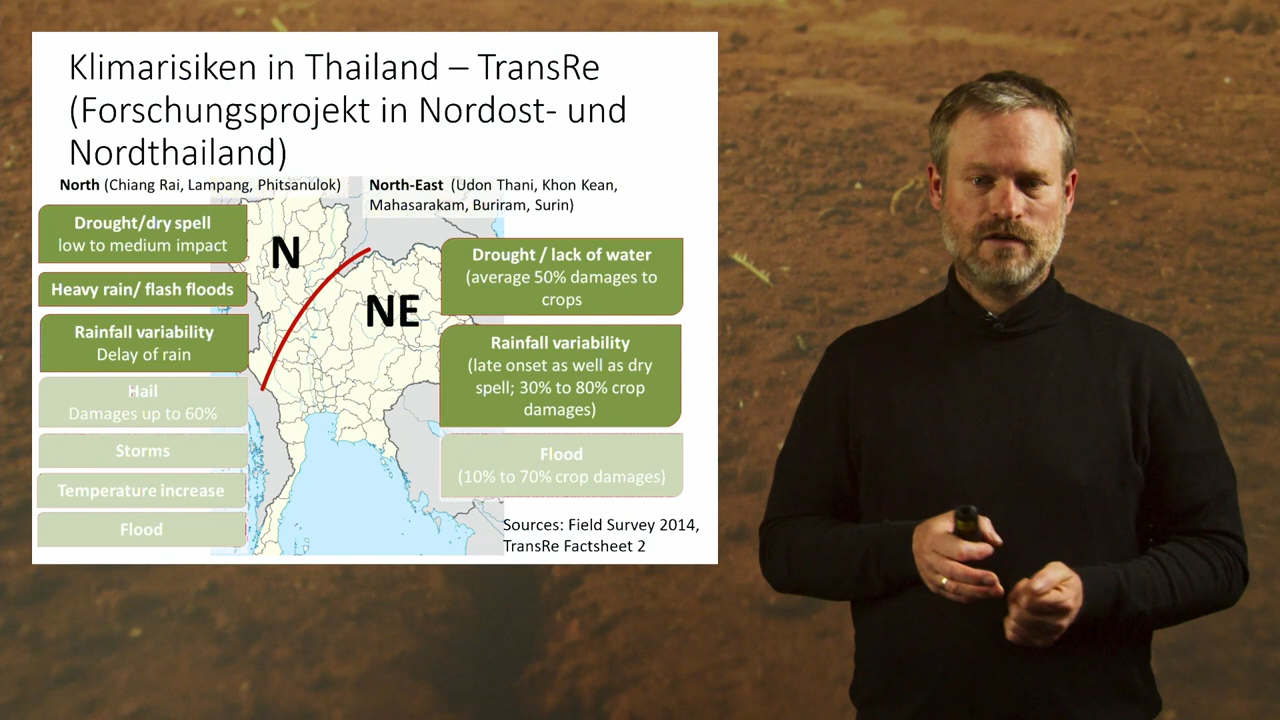 Klimarisiken in Thailand – TransRe
(Forschungsprojekt in Nordost- und
Nordthailand)
North (Chiang Rai, Lampang, Phitsanulok)
North-East (Udon Thani, Khon Kean,
Mahasarakam, Buriram, Surin)
Drought/dry spell
low to medium impact
Heavy rain/ flash floods
Rainfall variability
Delay of rain
Hail
Damages up to 60%
Storms
Temperature increase
Flood
N
NE
Drought / lack of water
(average 50% damages to
crops
Rainfall variability
(late onset as well as dry
spell; 30% to 80% crop
damages)
Flood
(10% to 70% crop damages)
Sources: Field Survey 2014,
TransRe Factsheet 2